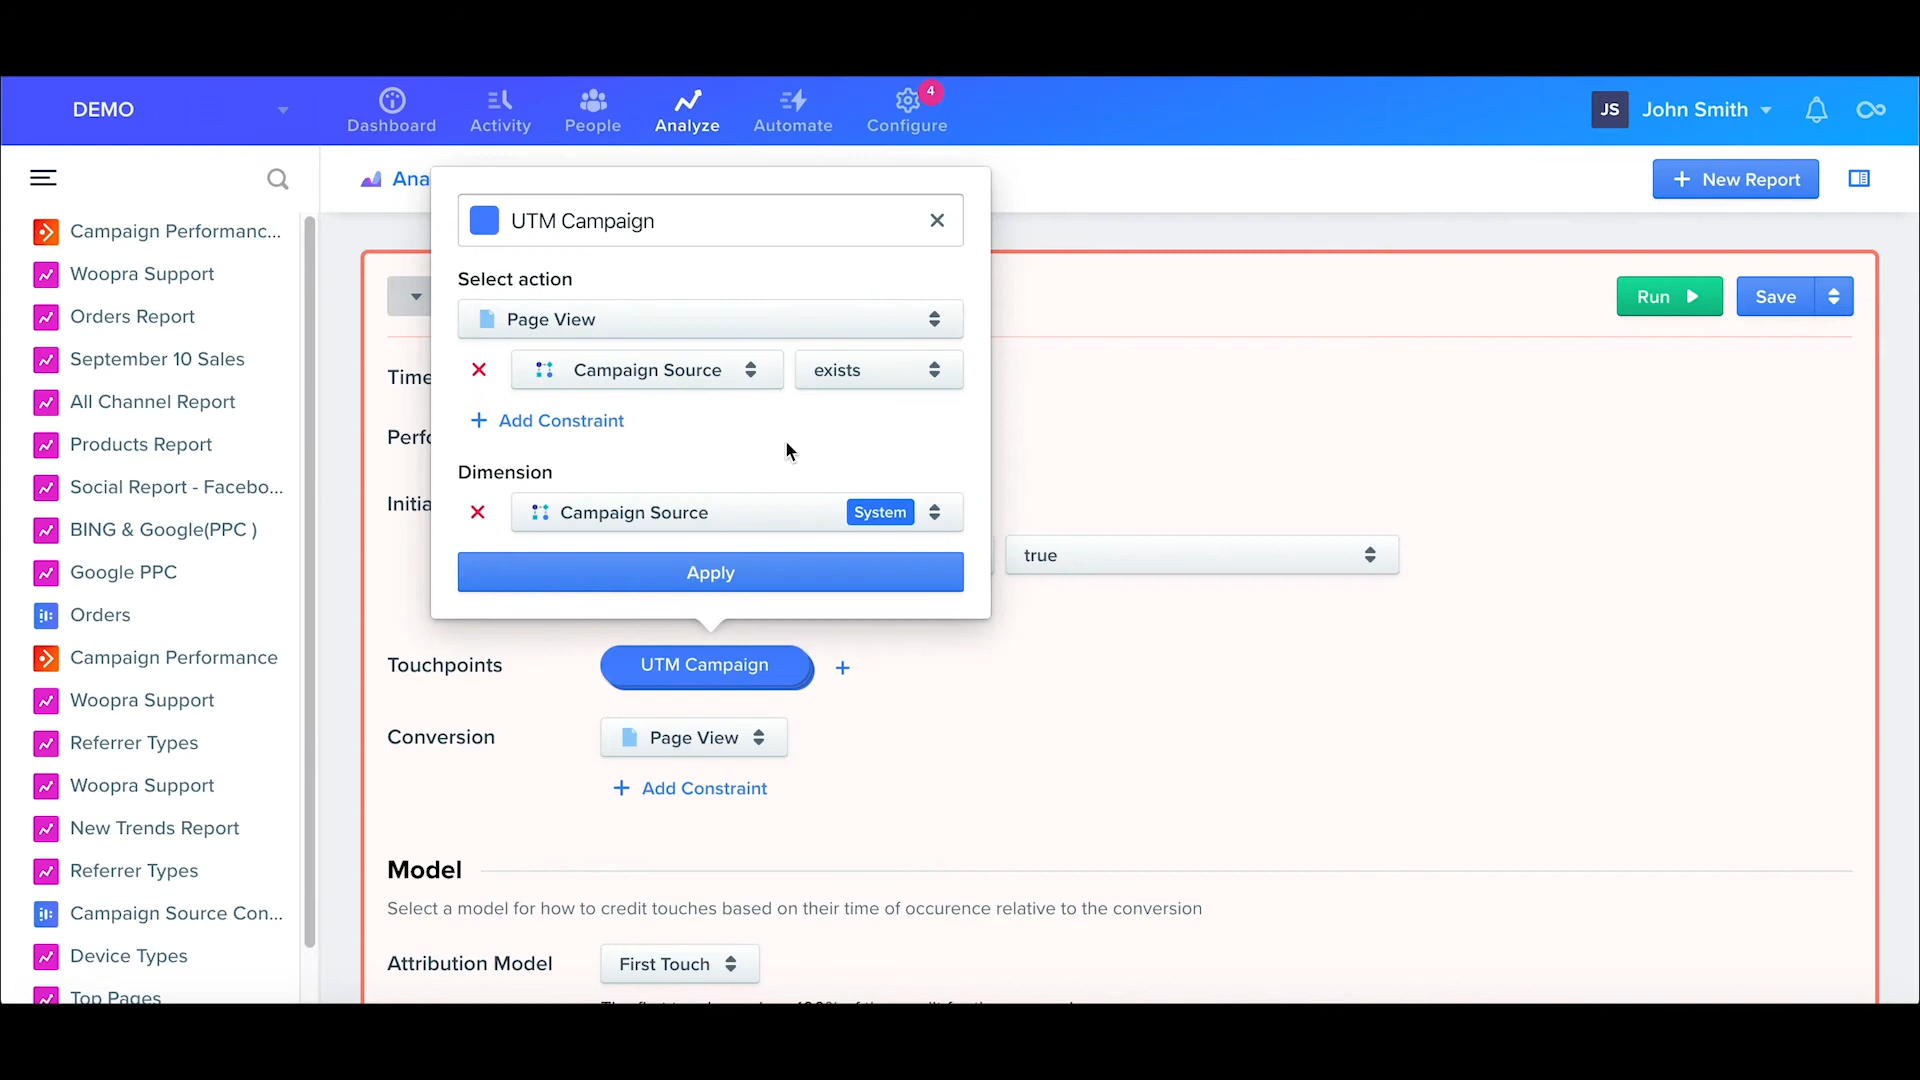 DEMO
Dashboard
Activity
People
Analyze
Automate
4
Configure
JS
John Smith
Ana
+ New Report
Campaign Performanc...
Woopra Support
Orders Report
September 10 Sales
All Channel Report
Products Report
Social Report - Facebo...
BING & Google(PPC )
Google PPC
Orders
Campaign Performance
Woopra Support
Referrer Types
Woopra Support
New Trends Report
Referrer Types
Campaign Source Con...
Device Types
Top Pages
UTM Campaign
Select action
Page View
Campaign Source
exists
+ Add Constraint
Dimension
Campaign Source
System
Apply
Run
Save
Time
Perfo
Initia
true
Touchpoints
UTM Campaign
+
Conversion
Page View
+ Add Constraint
Model
Select a model for how to credit touches based on their time of occurence relative to the conversion
Attribution Model
First Touch